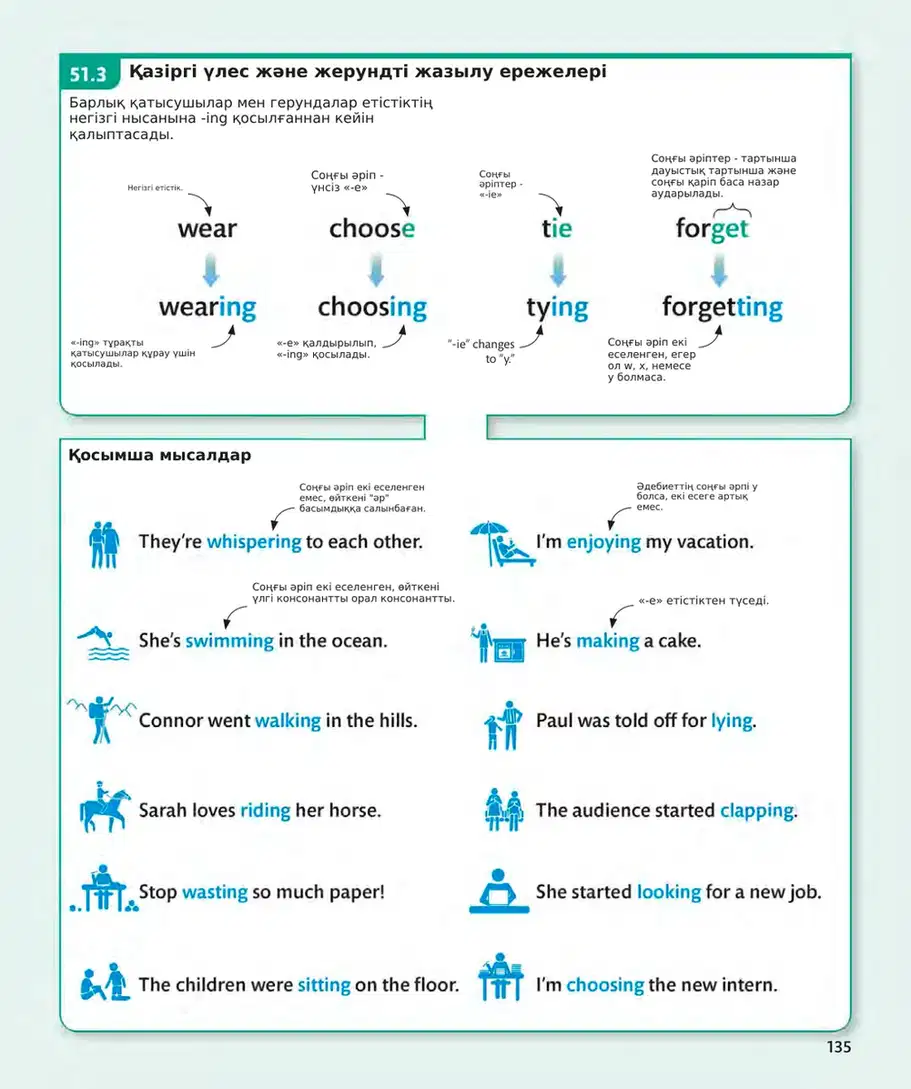 51.3 Қазіргі үлес және жерундті жазылу ережелері
Барлық қатысушылар мен герундалар етістіктің
негізгі нысанына -ing қосылғаннан кейін
қалыптасады.
Негізгі етістік.
Соңғы әріп -
үнсіз «-e»
Соңғы
әріптер -
«-ie»
Соңғы әріптер - тартынша
дауыстық тартынша және
соңғы қаріп баса назар
аударылады.
wear
choose
tie
forget
wearing
choosing
tying
forgetting
«-ing» тұрақты
қатысушылар құрау үшін
қосылады.
«-e» қалдырылып,
«-ing» қосылады.
"-ie" changes
to "y."
Соңғы әріп екі
еселенген, егер
ол w, x, немесе
y болмаса.
Қосымша мысалдар
Соңғы әріп екі еселенген
емес, өйткені "әр"
басымдыққа салынбаған.
They're whispering to each other.
Әдебиеттің соңғы әрпі y
болса, екі есеге артық
емес.
I'm enjoying my vacation.
Соңғы әріп екі еселенген, өйткені
үлгі консонантты орал консонантты.
She's swimming in the ocean.
«-e» етістіктен түседі.
He's making a cake.
Connor went walking in the hills.
Paul was told off for lying.
Sarah loves riding her horse.
The audience started clapping.
Stop wasting so much paper!
She started looking for a new job.
The children were sitting on the floor.
I'm choosing the new intern.
135